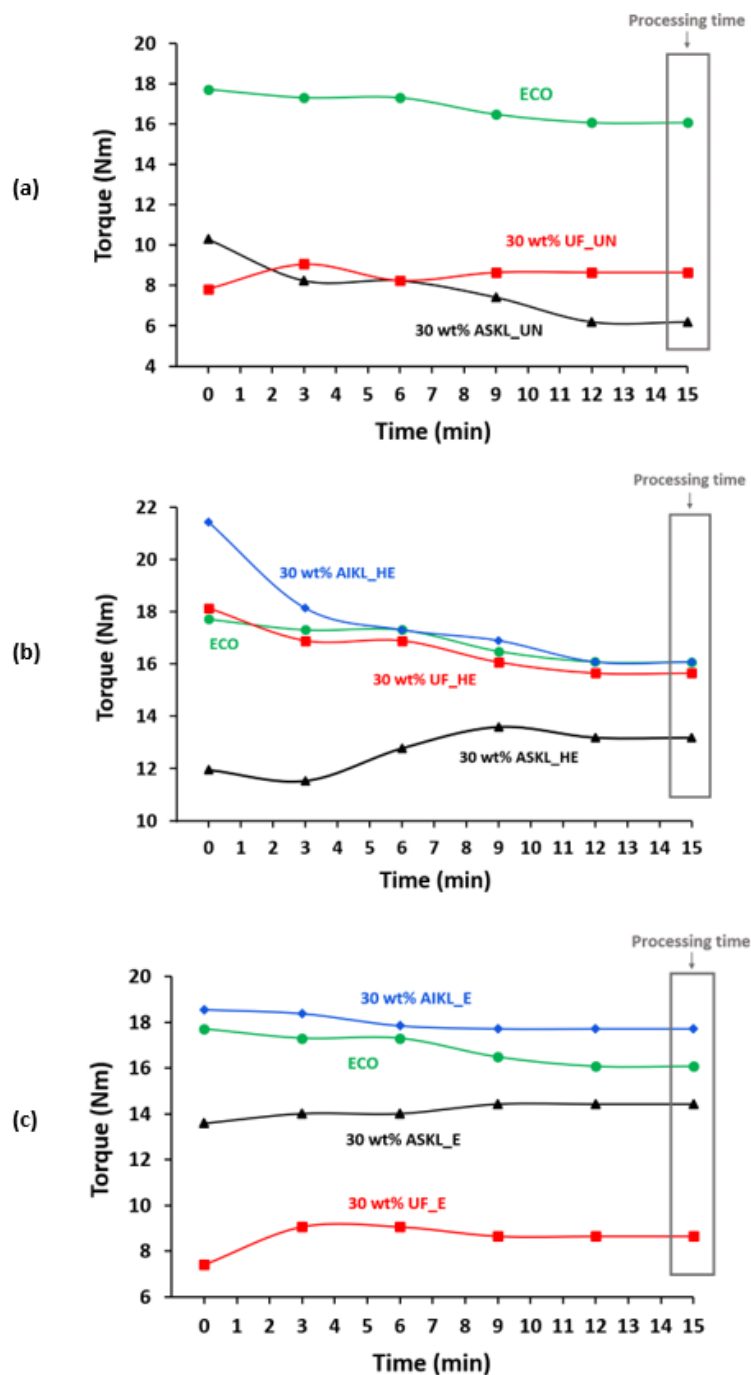 Processing time
20
18
16
14
12
10
8
6
4
Torque (Nm)
(a)
ECO
30 wt% UF_UN
30 wt% ASKL_UN
0 1 2 3 4 5 6 7 8 9 10 11 12 13 14 15
Time (min)
Processing time
22
20
18
16
14
12
10
Torque (Nm)
(b)
30 wt% AIKL_HE
ECO
30 wt% UF_HE
30 wt% ASKL_HE
0 1 2 3 4 5 6 7 8 9 10 11 12 13 14 15
Time (min)
Processing time
20
18
16
14
12
10
8
6
Torque (Nm)
(c)
30 wt% AIKL_E
ECO
30 wt% ASKL_E
30 wt% UF_E
0 1 2 3 4 5 6 7 8 9 10 11 12 13 14 15
Time (min)